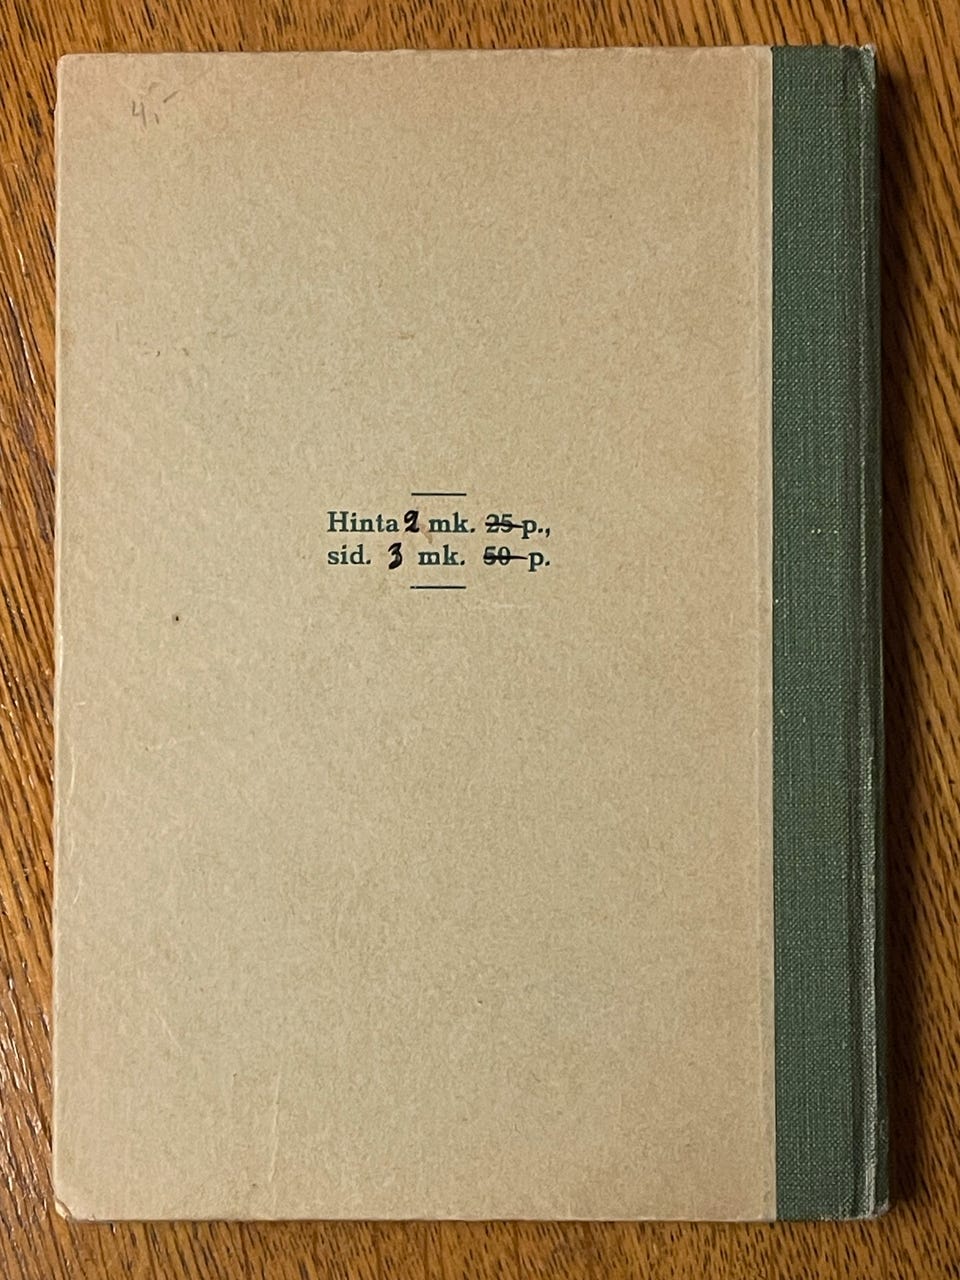 4,-
Hinta 2 mk. 25 p.,
sid. 3 mk. 50 p.